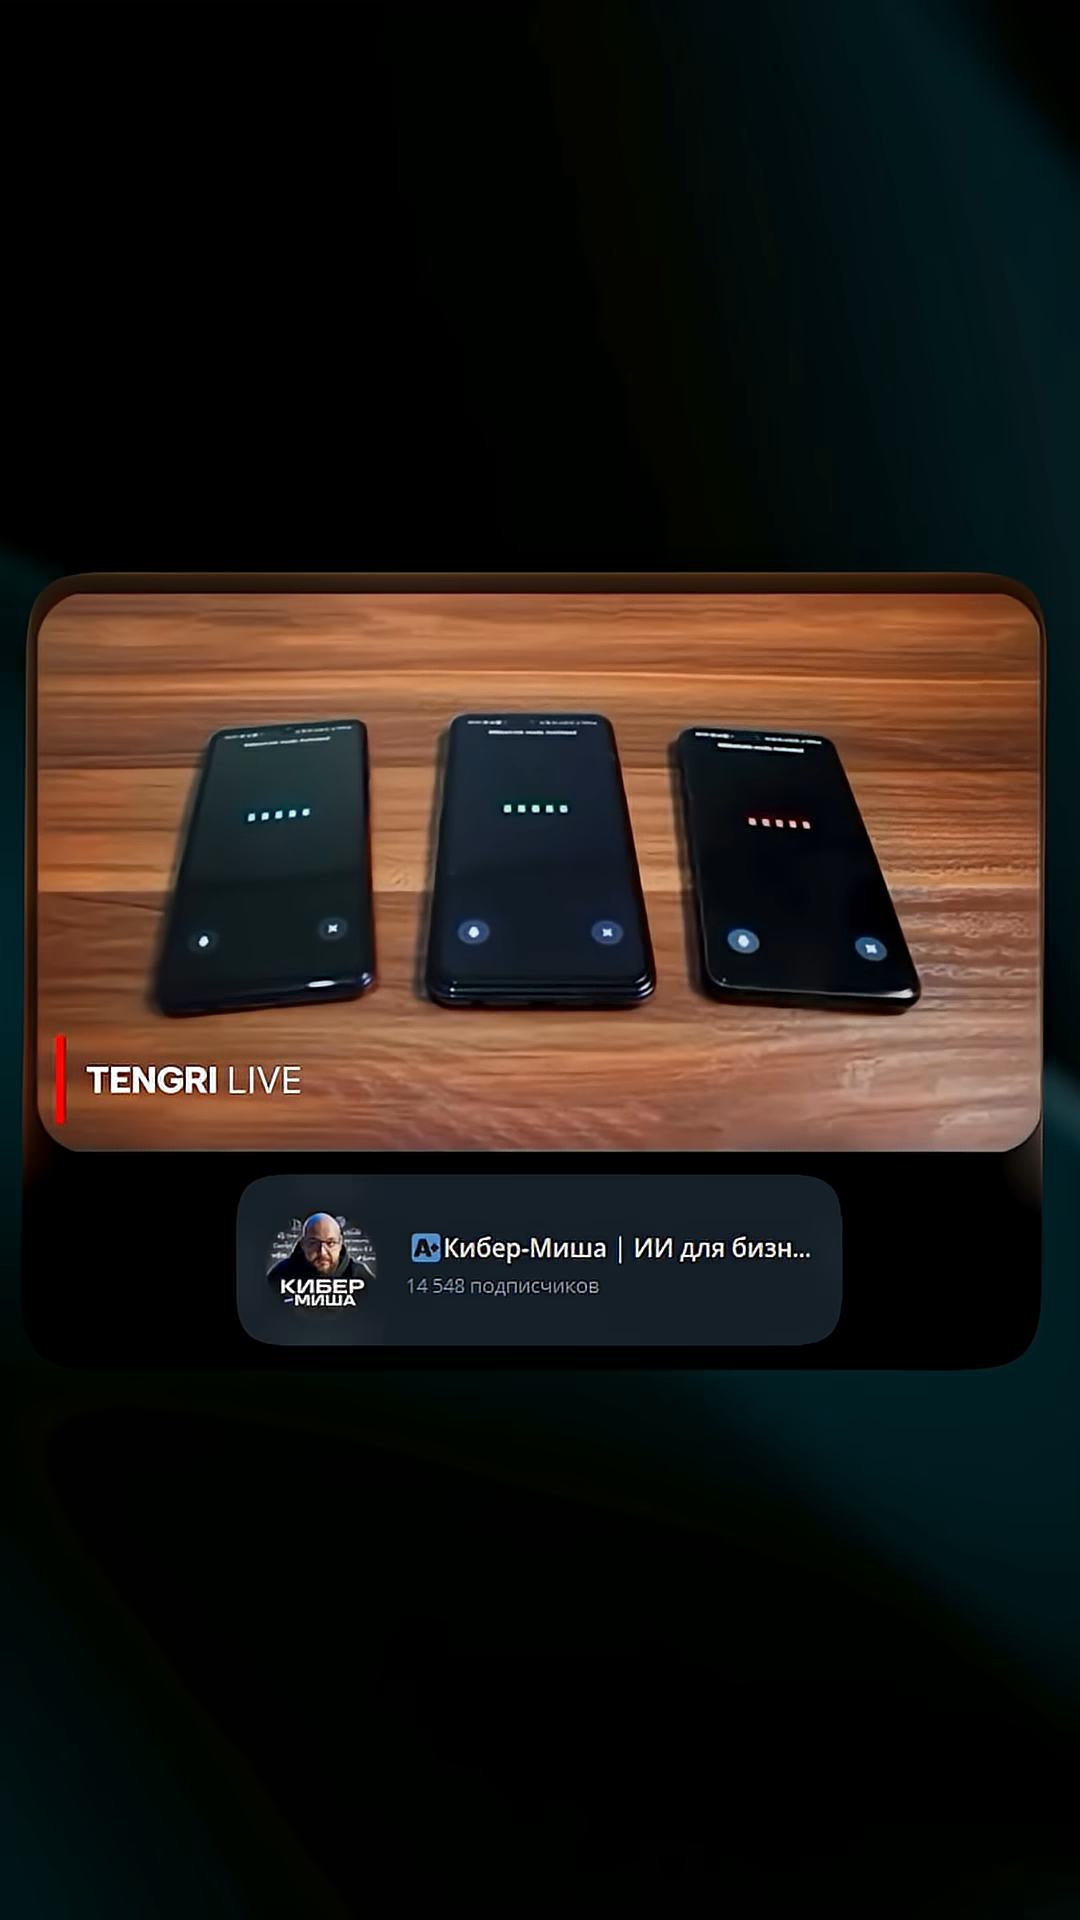 TENGRI LIVE
A+ Кибер-Миша | ИИ для бизн...
КИБЕР
-МИША
14 548 подписчиков